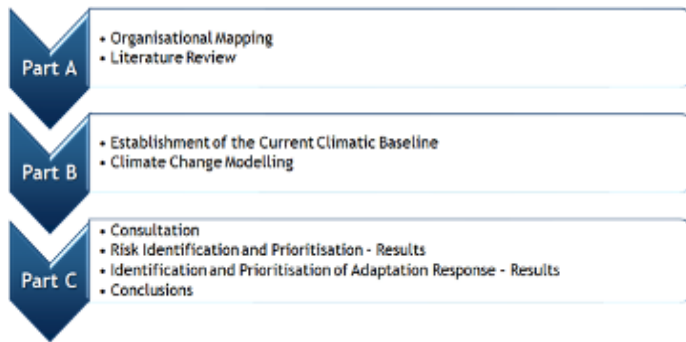 Part A
• Organisational Mapping
• Literature Review
Part B
• Establishment of the Current Climatic Baseline
• Climate Change Modelling
Part C
• Consultation
• Risk Identification and Prioritisation - Results
• Identification and Prioritisation of Adaptation Response - Results
• Conclusions